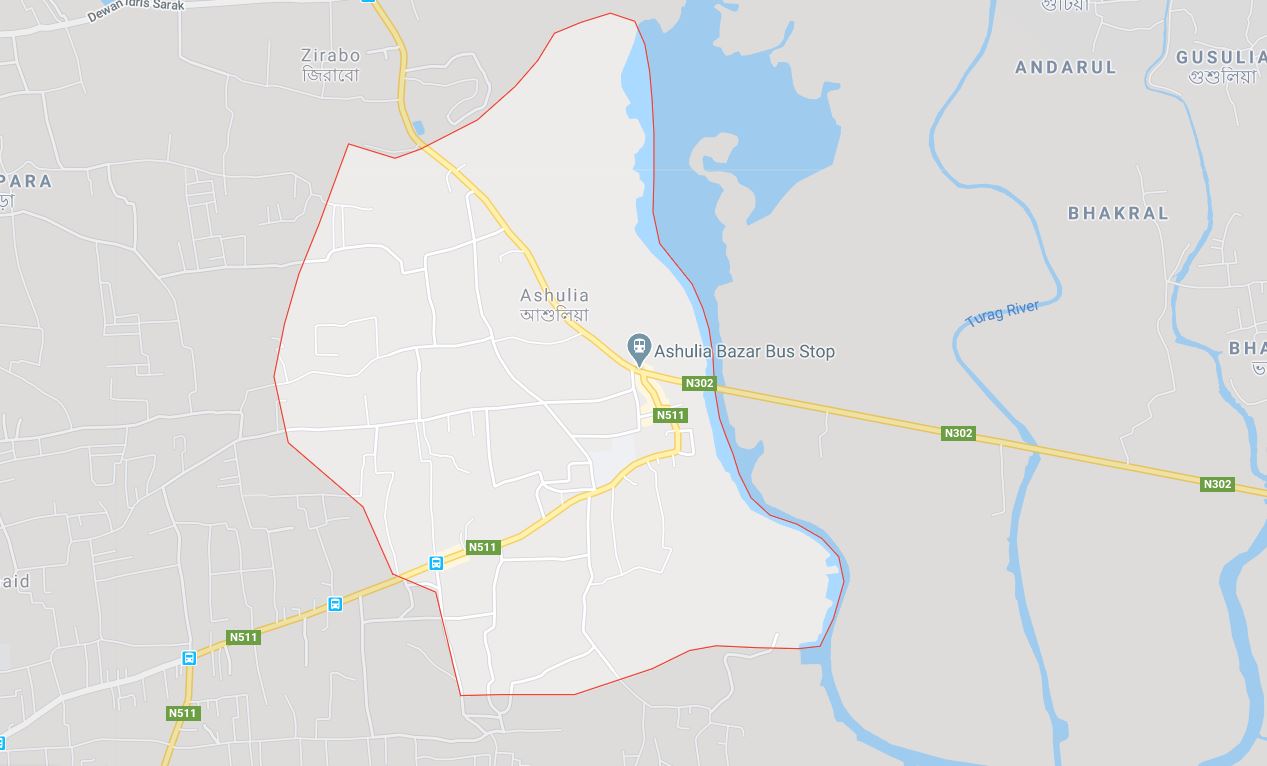 Dewan Idris Sarak
গুটিয়া
Zirabo
জিরাবো
ANDARUL
GUSULIA
গুশুলিয়া
PARA
BHAKRAL
Ashulia
আশুলিয়া
Turag River
Ashulia Bazar Bus Stop
BHA
N302
N511
N302
N302
N511
aid
N511
N511